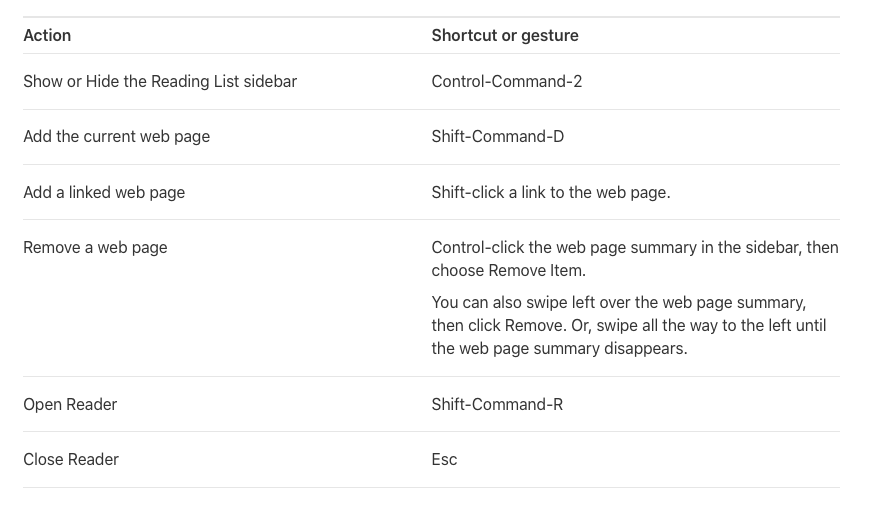 Action Shortcut or gesture
Show or Hide the Reading List sidebar Control-Command-2
Add the current web page Shift-Command-D
Add a linked web page Shift-click a link to the web page.
Remove a web page Control-click the web page summary in the sidebar, then
choose Remove Item.
You can also swipe left over the web page summary,
then click Remove. Or, swipe all the way to the left until
the web page summary disappears.
Open Reader Shift-Command-R
Close Reader Esc